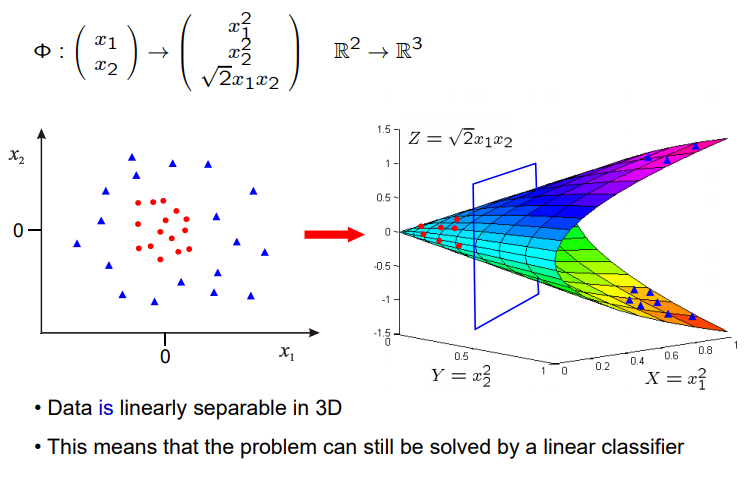 Φ : ( x₁ x₂ ) → ( x₁² x₂² √2x₁x₂ ) ℝ² → ℝ³
x₂
0
0
x₁
Z = √2x₁x₂
1.5
1
0.5
0
-0.5
-1
-1.5
0
0.5
1
Y = x₂²
0
0.2
0.4
0.6
0.8
1
X = x₁²
• Data is linearly separable in 3D
• This means that the problem can still be solved by a linear classifier